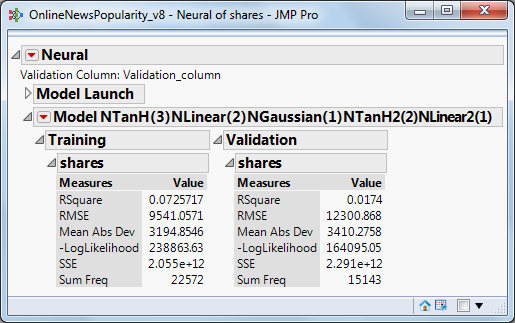 OnlineNewsPopularity_v8 - Neural of shares - JMP Pro
Neural
Validation Column: Validation_column
Model Launch
Model NTanH(3)NLinear(2)NGaussian(1)NTanH2(2)NLinear2(1)
Training Validation
shares shares
Measures Value Measures Value
RSquare 0.0725717 RSquare 0.0174
RMSE 9541.0571 RMSE 12300.868
Mean Abs Dev 3194.8546 Mean Abs Dev 3410.2758
-LogLikelihood 238863.63 -LogLikelihood 164095.05
SSE 2.055e+12 SSE 2.291e+12
Sum Freq 22572 Sum Freq 15143